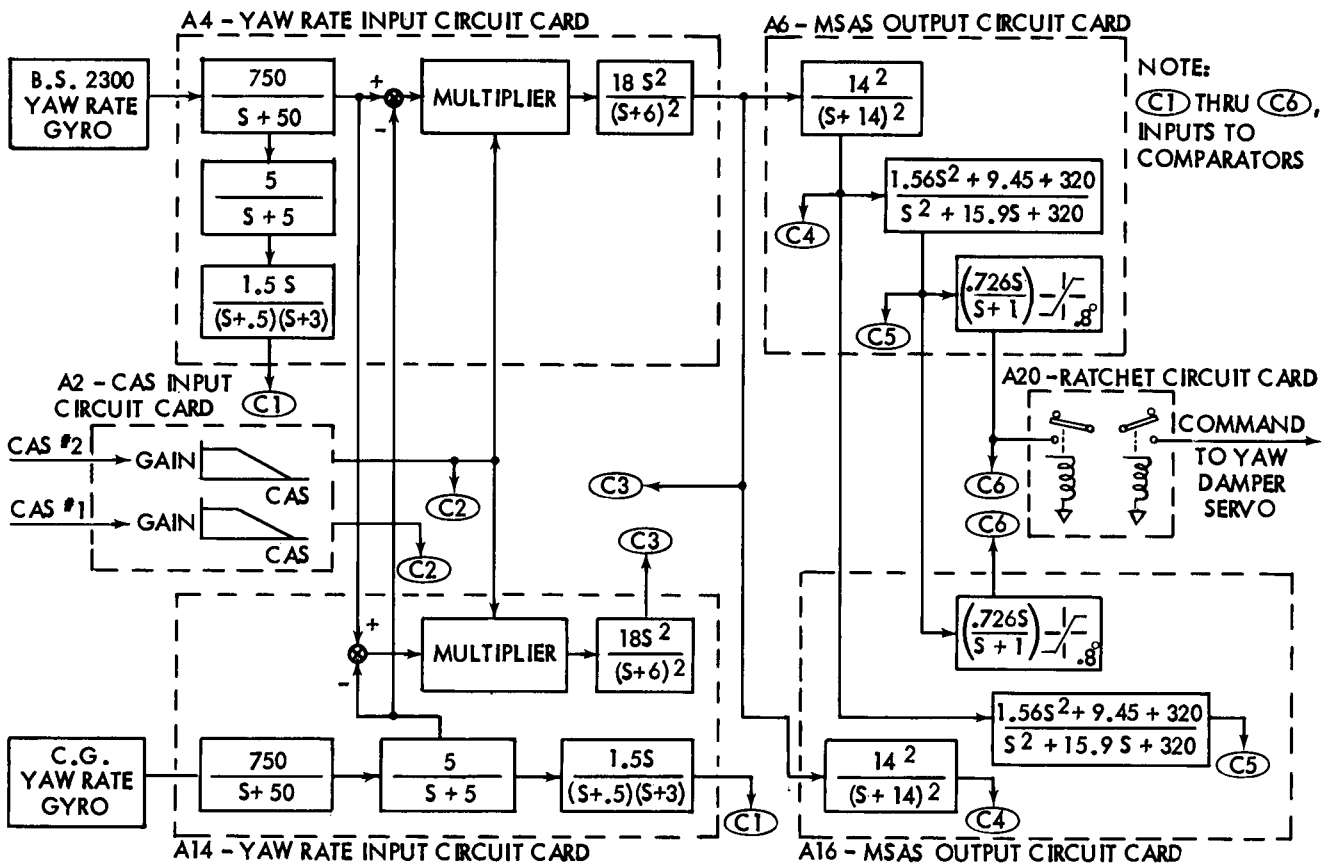 A4 – YAW RATE INPUT CIRCUIT CARD
B.S. 2300
YAW RATE
GYRO
750
S + 50
+
-
MULTIPLIER
18 S²
(S+6)²
5
S + 5
1.5 S
(S+.5)(S+3)
C1
A6 – MSAS OUTPUT CIRCUIT CARD
14²
(S+ 14)²
1.56S² + 9.45 + 320
S² + 15.9S + 320
C4
(.726S
S + 1)
.8°
C5
NOTE:
C1 THRU C6,
INPUTS TO
COMPARATORS
A2 – CAS INPUT
CIRCUIT CARD
CAS #2
GAIN
CAS
CAS #1
GAIN
CAS
C2
C2
C3
C3
A20 –RATCHET CIRCUIT CARD
COMMAND
TO YAW
DAMPER
SERVO
C6
C6
+
-
MULTIPLIER
18S²
(S+6)²
C.G.
YAW RATE
GYRO
750
S+ 50
5
S + 5
1.5S
(S+.5)(S+3)
C1
A14 – YAW RATE INPUT CIRCUIT CARD
(.726S
S + 1)
.8°
1.56S² + 9.45 + 320
S² + 15.9 S + 320
C5
14²
(S + 14)²
C4
A16 – MSAS OUTPUT CIRCUIT CARD